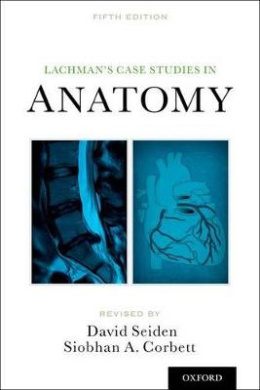 FIFTH EDITION
LACHMAN'S CASE STUDIES IN
ANATOMY
REVISED BY
David Seiden
Siobhan A. Corbett
OXFORD